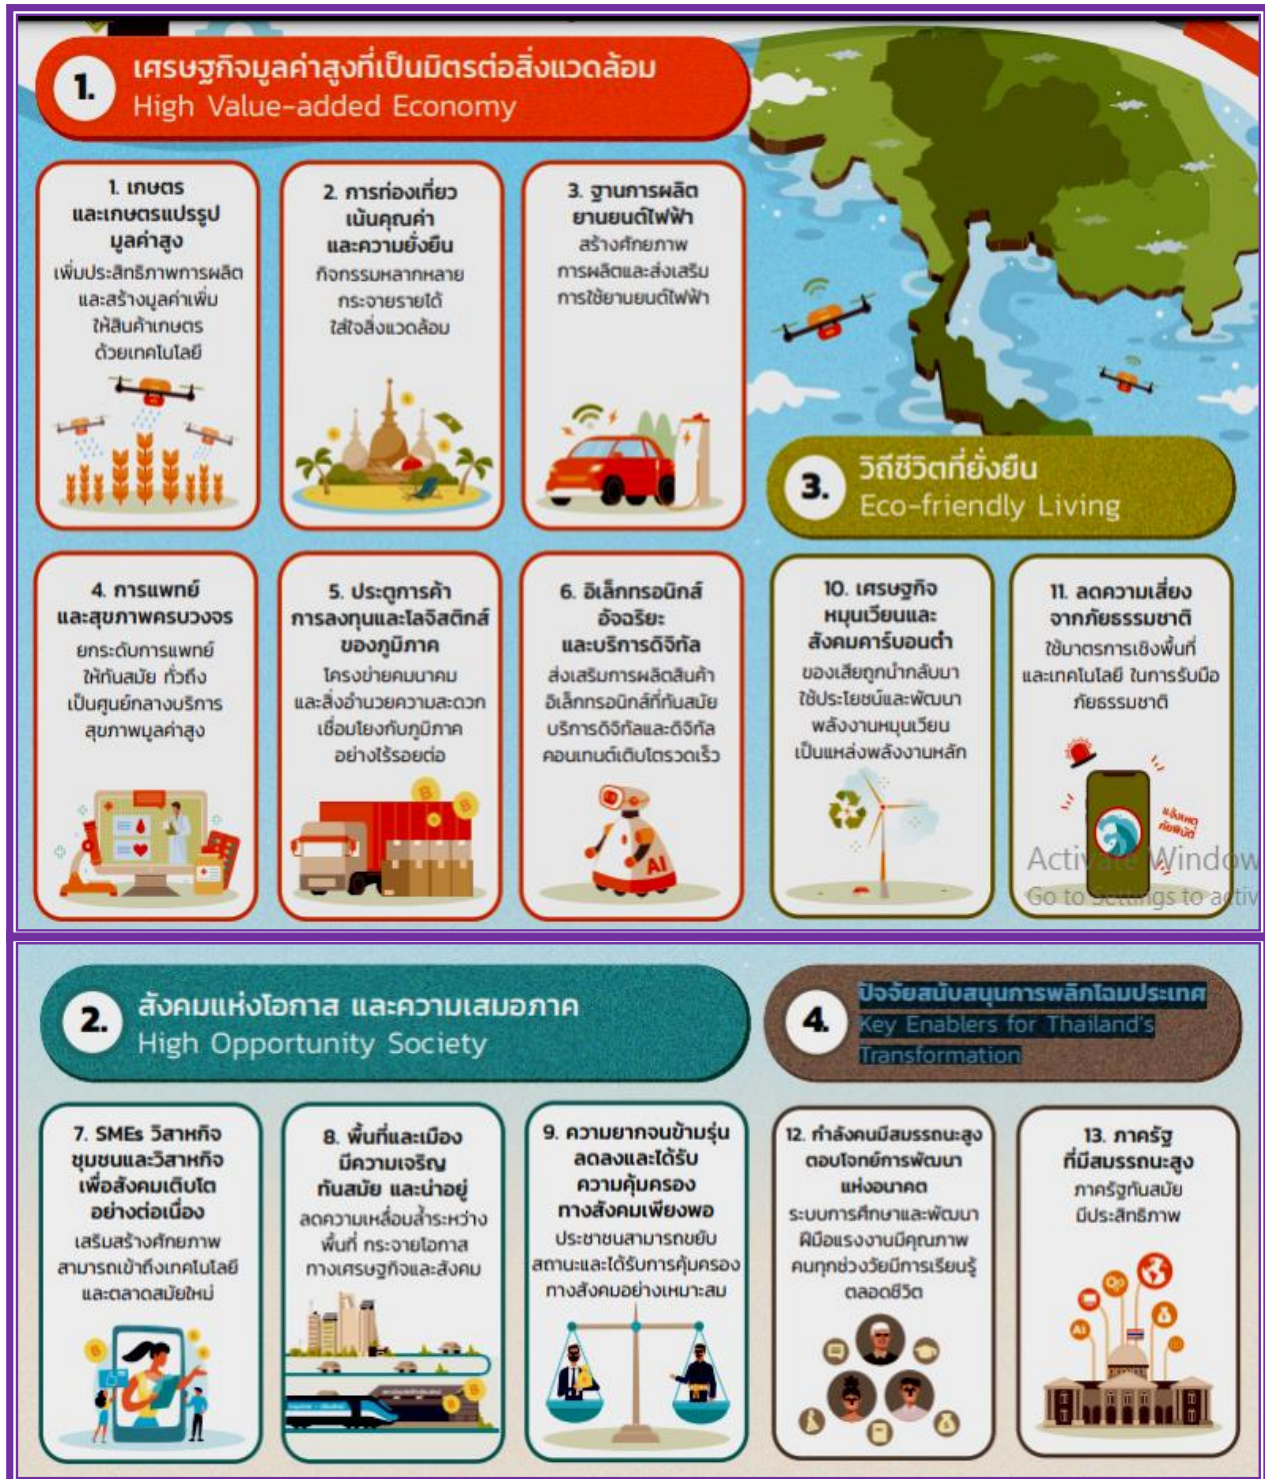 1.
เศรษฐกิจมูลค่าสูงที่เป็นมิตรต่อสิ่งแวดล้อม
High Value-added Economy
1. เกษตร
และเกษตรแปรรูป
มูลค่าสูง
เพิ่มประสิทธิภาพการผลิต
และสร้างมูลค่าเพิ่ม
ให้สินค้าเกษตร
ด้วยเทคโนโลยี
2. การท่องเที่ยว
เน้นคุณค่า
และความยั่งยืน
กิจกรรมหลากหลาย
กระจายรายได้
ใส่ใจสิ่งแวดล้อม
3. ฐานการผลิต
ยานยนต์ไฟฟ้า
สร้างศักยภาพ
การผลิตและส่งเสริม
การใช้ยานยนต์ไฟฟ้า
4. การแพทย์
และสุขภาพครบวงจร
ยกระดับการแพทย์
ให้ทันสมัย ทั่วถึง
เป็นศูนย์กลางบริการ
สุขภาพมูลค่าสูง
5. ประตูการค้า
การลงทุนและโลจิสติกส์
ของภูมิภาค
โครงข่ายคมนาคม
และสิ่งอำนวยความสะดวก
เชื่อมโยงกับภูมิภาค
อย่างไร้รอยต่อ
B
B
6. อิเล็กทรอนิกส์
อัจฉริยะ
และบริการดิจิทัล
ส่งเสริมการผลิตสินค้า
อิเล็กทรอนิกส์ที่ทันสมัย
บริการดิจิทัลและดิจิทัล
คอนเทนต์เติบโตรวดเร็ว
AI
3.
วิถีชีวิตที่ยั่งยืน
Eco-friendly Living
10. เศรษฐกิจ
หมุนเวียนและ
สังคมคาร์บอนต่ำ
ของเสียถูกนำกลับมา
ใช้ประโยชน์และพัฒนา
พลังงานหมุนเวียน
เป็นแหล่งพลังงานหลัก
11. ลดความเสี่ยง
จากภัยธรรมชาติ
ใช้มาตรการเชิงพื้นที่
และเทคโนโลยี ในการรับมือ
ภัยธรรมชาติ
แจ้งเหตุ
ภัยพิบัติ
Activate Window
Go to Settings to activ
2.
สังคมแห่งโอกาส และความเสมอภาค
High Opportunity Society
7. SMEs วิสาหกิจ
ชุมชนและวิสาหกิจ
เพื่อสังคมเติบโต
อย่างต่อเนื่อง
เสริมสร้างศักยภาพ
สามารถเข้าถึงเทคโนโลยี
และตลาดสมัยใหม่
B
8. พื้นที่และเมือง
มีความเจริญ
ทันสมัย และน่าอยู่
ลดความเหลื่อมล้ำระหว่าง
พื้นที่ กระจายโอกาส
ทางเศรษฐกิจและสังคม
9. ความยากจนข้ามรุ่น
ลดลงและได้รับ
ความคุ้มครอง
ทางสังคมเพียงพอ
ประชาชนสามารถขยับ
สถานะและได้รับการคุ้มครอง
ทางสังคมอย่างเหมาะสม
4.
ปัจจัยสนับสนุนการพลิกโฉมประเทศ
Key Enablers for Thailand's
Transformation
12. กำลังคนมีสมรรถนะสูง
ตอบโจทย์การพัฒนา
แห่งอนาคต
ระบบการศึกษาและพัฒนา
ฝีมือแรงงานมีคุณภาพ
คนทุกช่วงวัยมีการเรียนรู้
ตลอดชีวิต
13. ภาครัฐ
ที่มีสมรรถนะสูง
ภาครัฐทันสมัย
มีประสิทธิภาพ
AI